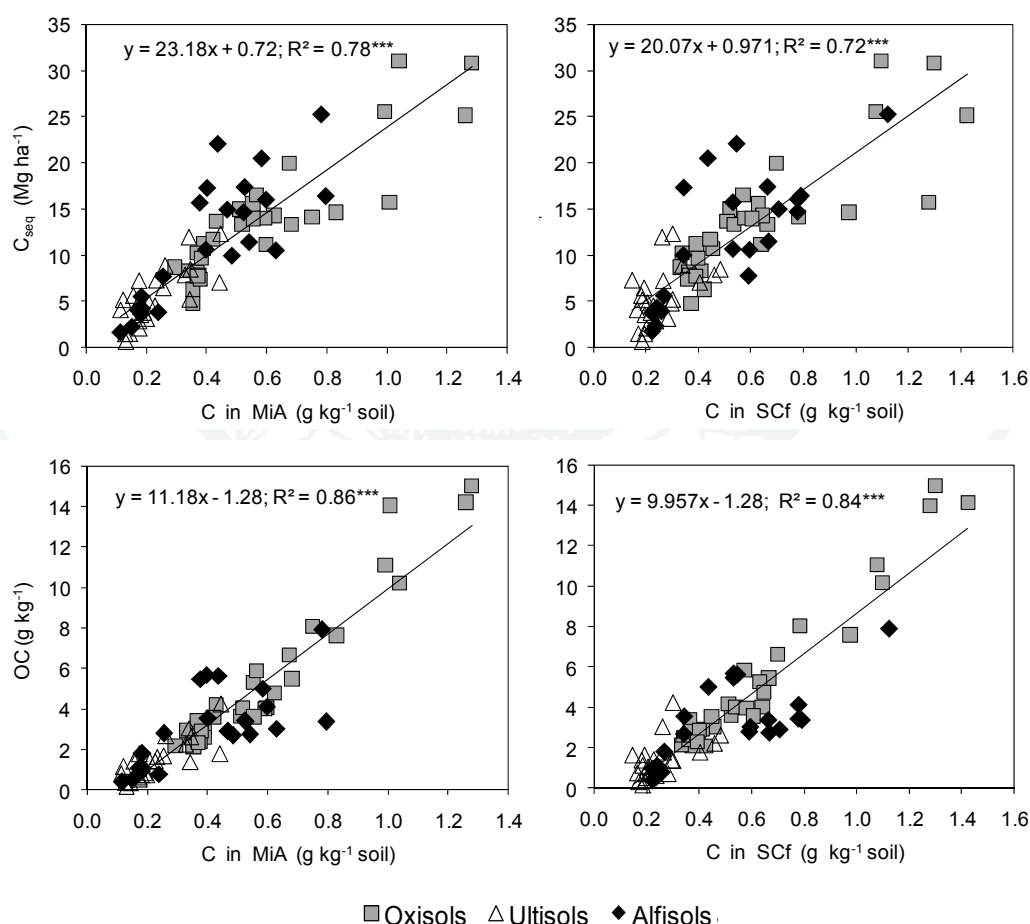 y = 23.18x + 0.72; R² = 0.78***
35
30
25
20
15
10
5
0
C_seq (Mg ha⁻¹)
0.0 0.2 0.4 0.6 0.8 1.0 1.2 1.4
C in MiA (g kg⁻¹ soil)
y = 20.07x + 0.971; R² = 0.72***
35
30
25
20
15
10
5
0
0.0 0.2 0.4 0.6 0.8 1.0 1.2 1.4 1.6
C in SCf (g kg⁻¹ soil)
y = 11.18x - 1.28; R² = 0.86***
16
14
12
10
8
6
4
2
0
OC (g kg⁻¹)
0.0 0.2 0.4 0.6 0.8 1.0 1.2 1.4
C in MiA (g kg⁻¹ soil)
y = 9.957x - 1.28; R² = 0.84***
16
14
12
10
8
6
4
2
0
0.0 0.2 0.4 0.6 0.8 1.0 1.2 1.4 1.6
C in SCf (g kg⁻¹ soil)
Oxisols Ultisols Alfisols